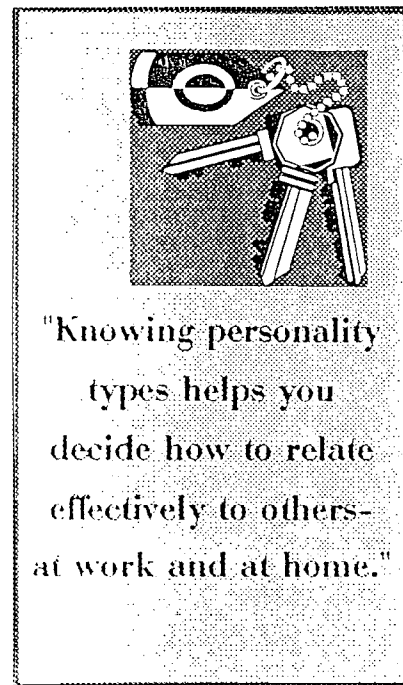 "Knowing personality
types helps you
decide how to relate
effectively to others-
at work and at home."